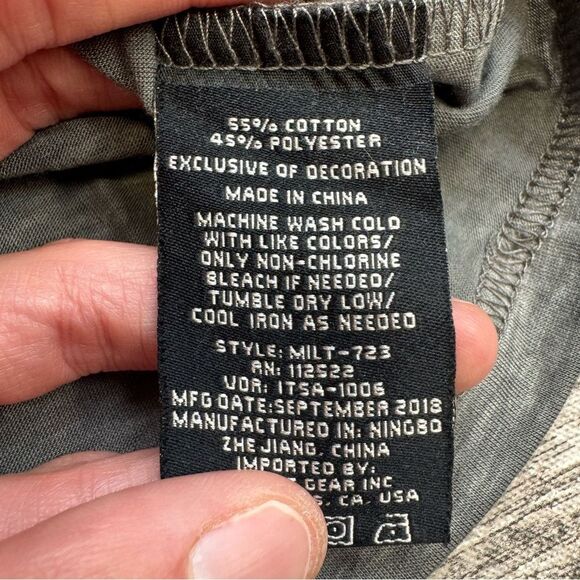 55% COTTON
45% POLYESTER
EXCLUSIVE OF DECORATION
MADE IN CHINA
MACHINE WASH COLD
WITH LIKE COLORS/
ONLY NON-CHLORINE
BLEACH IF NEEDED/
TUMBLE DRY LOW/
COOL IRON AS NEEDED
STYLE: MILT-723
RN: 112522
VDR: ITSA-1006
MFG DATE:SEPTEMBER 2018
MANUFACTURED IN: NINGBO
ZHE JIANG, CHINA
IMPORTED BY:
GEAR INC
CA. USA